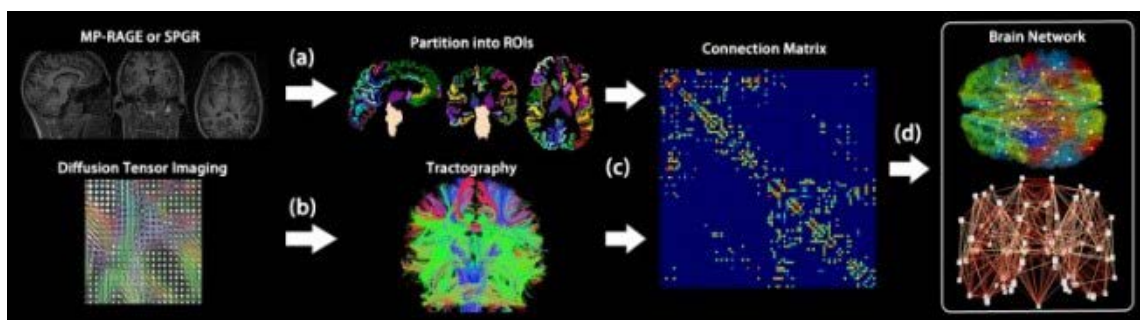 MP-RAGE or SPGR
(a)
Partition into ROIs
Connection Matrix
Brain Network
(d)
Diffusion Tensor Imaging
(b)
Tractography
(c)